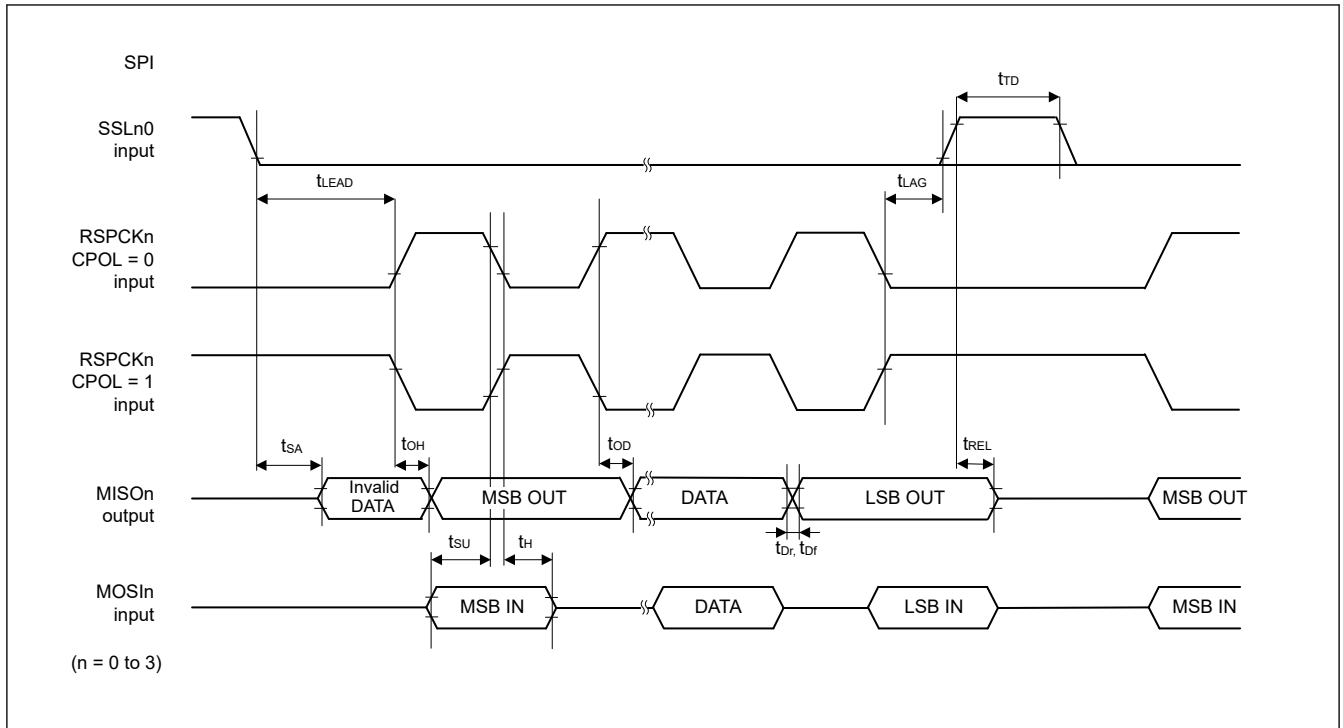 SPI
tTD
SSLn0
input
tLEAD
tLAG
RSPCKn
CPOL = 0
input
RSPCKn
CPOL = 1
input
tSA
tOH
tOD
tREL
MISOn
output
Invalid
DATA
MSB OUT
DATA
LSB OUT
MSB OUT
tSU
tH
tDr, tDf
MOSIn
input
MSB IN
DATA
LSB IN
MSB IN
(n = 0 to 3)